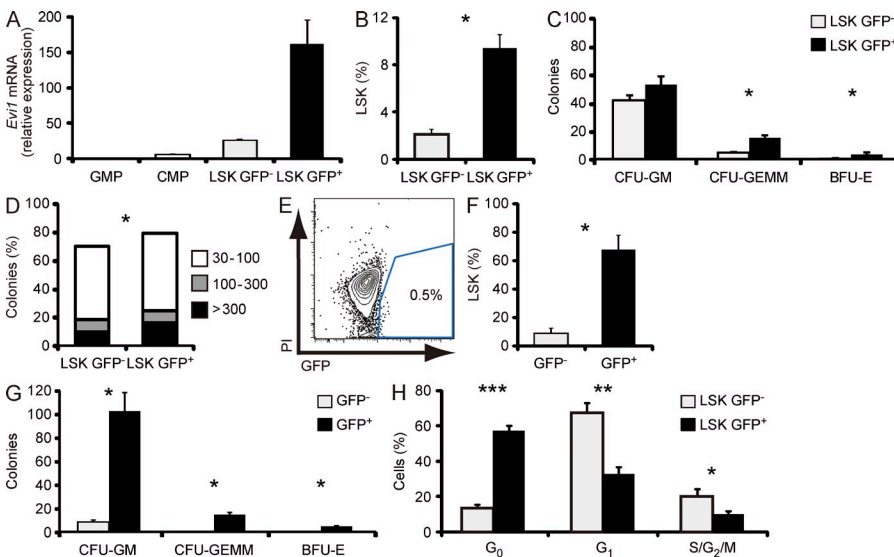 A
Evi1 mRNA
(relative expression)
200
150
100
50
0
GMP CMP LSK GFP- LSK GFP+
B
LSK (%)
12
8
4
0
*
LSK GFP- LSK GFP+
C
Colonies
80
60
40
20
0
LSK GFP-
LSK GFP+
* *
CFU-GM CFU-GEMM BFU-E
D
Colonies (%)
100
80
60
40
20
0
*
30-100
100-300
>300
LSK GFP- LSK GFP+
E
PI
0.5%
GFP
F
LSK (%)
100
80
60
40
20
0
*
GFP- GFP+
G
Colonies
120
100
80
60
40
20
0
GFP-
GFP+
* * *
CFU-GM CFU-GEMM BFU-E
H
Cells (%)
80
60
40
20
0
*** ** *
LSK GFP-
LSK GFP+
G0 G1 S/G2/M